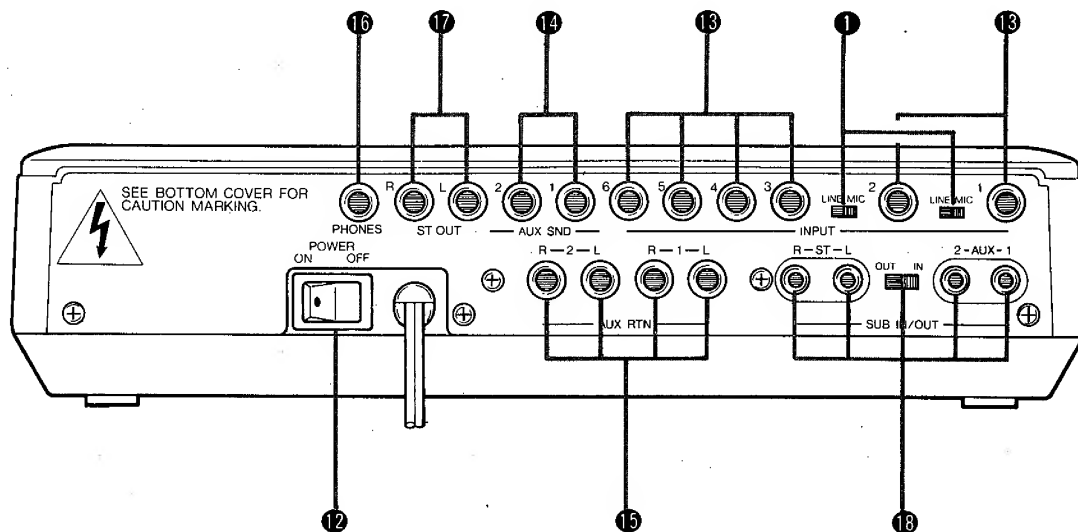 16 17 14 13 1 13
SEE BOTTOM COVER FOR
CAUTION MARKING.
R L 2 1 6 5 4 3 LINE MIC 2 LINE MIC 1
PHONES ST OUT AUX SND INPUT
POWER
ON OFF
R-2-L R-1-L R-ST-L OUT IN 2-AUX-1
AUX RTN SUB IN/OUT
12 15 18